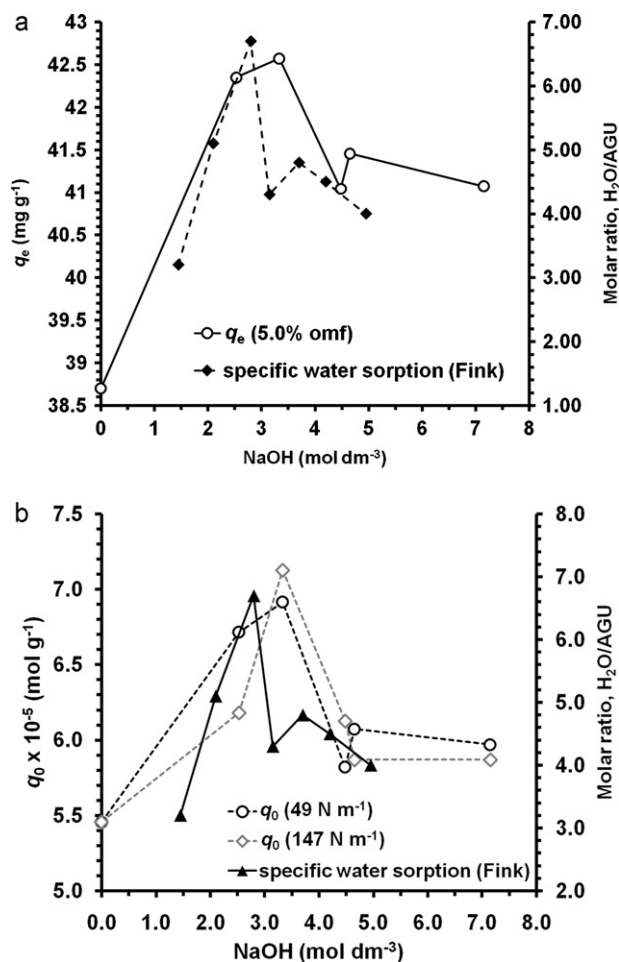 a
43
42.5
42
41.5
41
40.5
40
39.5
39
38.5
qe (mg g-1)
7.00
6.00
5.00
4.00
3.00
2.00
1.00
Molar ratio, H2O/AGU
qe (5.0% omf)
specific water sorption (Fink)
0 1 2 3 4 5 6 7 8
NaOH (mol dm-3)
b
7.5
7.0
6.5
6.0
5.5
5.0
q0 x 10-5 (mol g-1)
8.0
7.0
6.0
5.0
4.0
3.0
2.0
Molar ratio, H2O/AGU
q0 (49 N m-1)
q0 (147 N m-1)
specific water sorption (Fink)
0.0 1.0 2.0 3.0 4.0 5.0 6.0 7.0 8.0
NaOH (mol dm-3)